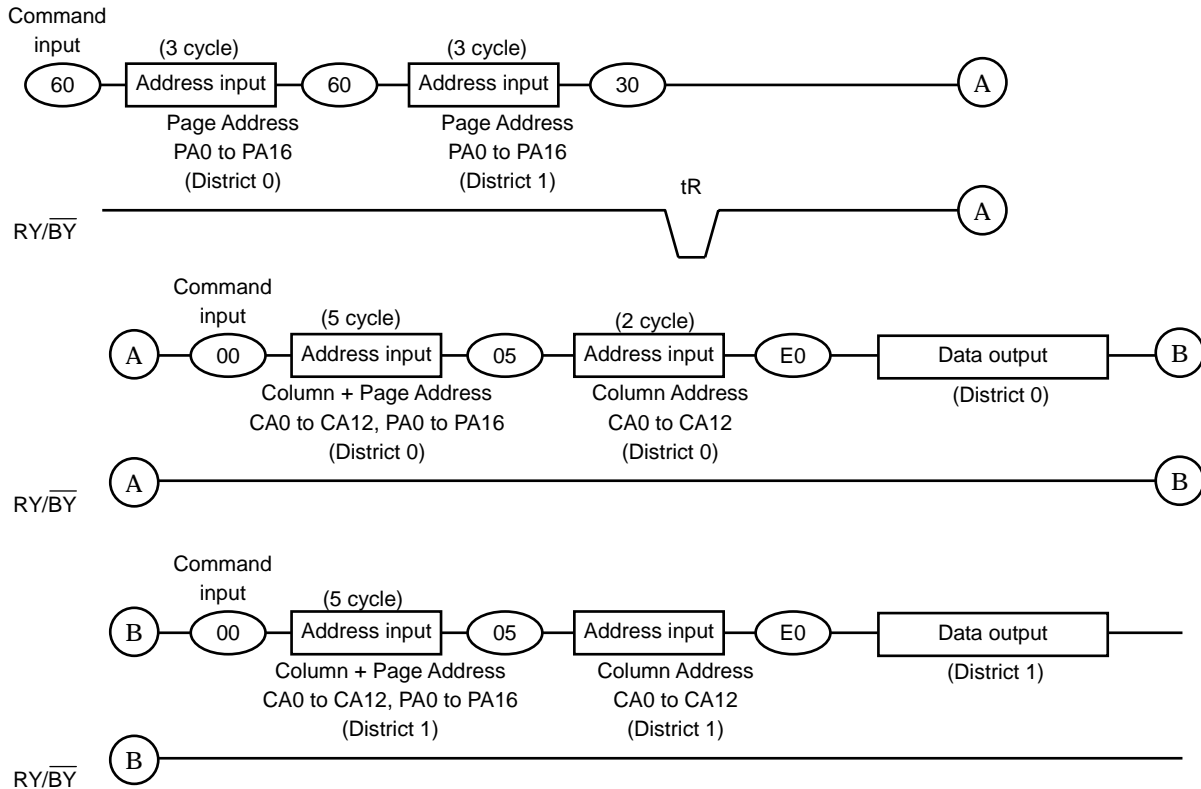 Command
input
(3 cycle) (3 cycle)
60 Address input 60 Address input 30 A
Page Address Page Address
PA0 to PA16 PA0 to PA16
(District 0) (District 1)
tR
RY/B̅Y̅ A
Command
input
(5 cycle) (2 cycle)
A 00 Address input 05 Address input E0 Data output B
Column + Page Address Column Address (District 0)
CA0 to CA12, PA0 to PA16 CA0 to CA12
(District 0) (District 0)
RY/B̅Y̅ A B
Command
input
(5 cycle)
B 00 Address input 05 Address input E0 Data output
Column + Page Address Column Address (District 1)
CA0 to CA12, PA0 to PA16 CA0 to CA12
(District 1) (District 1)
RY/B̅Y̅ B